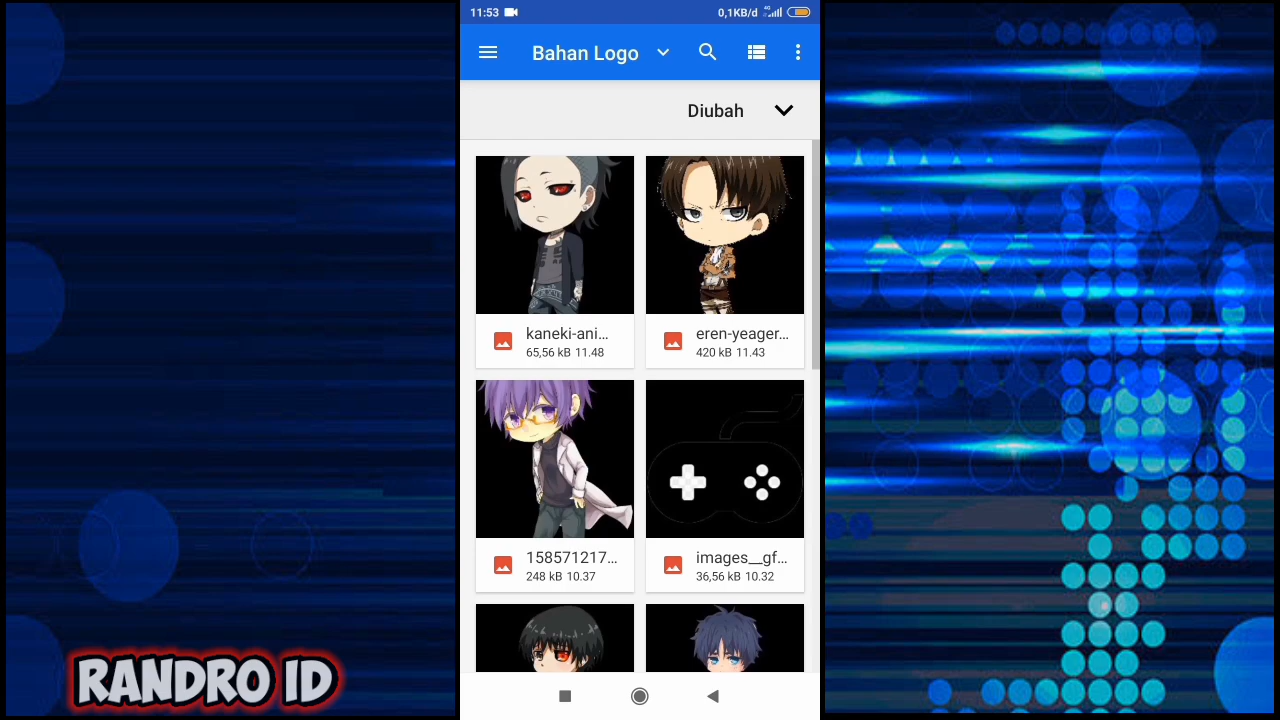 11:53
0,1KB/d 4G
Bahan Logo
Diubah
kaneki-ani...
65,56 kB 11.48
eren-yeager...
420 kB 11.43
158571217...
248 kB 10.37
images__gf...
36,56 kB 10.32
RANDRO ID